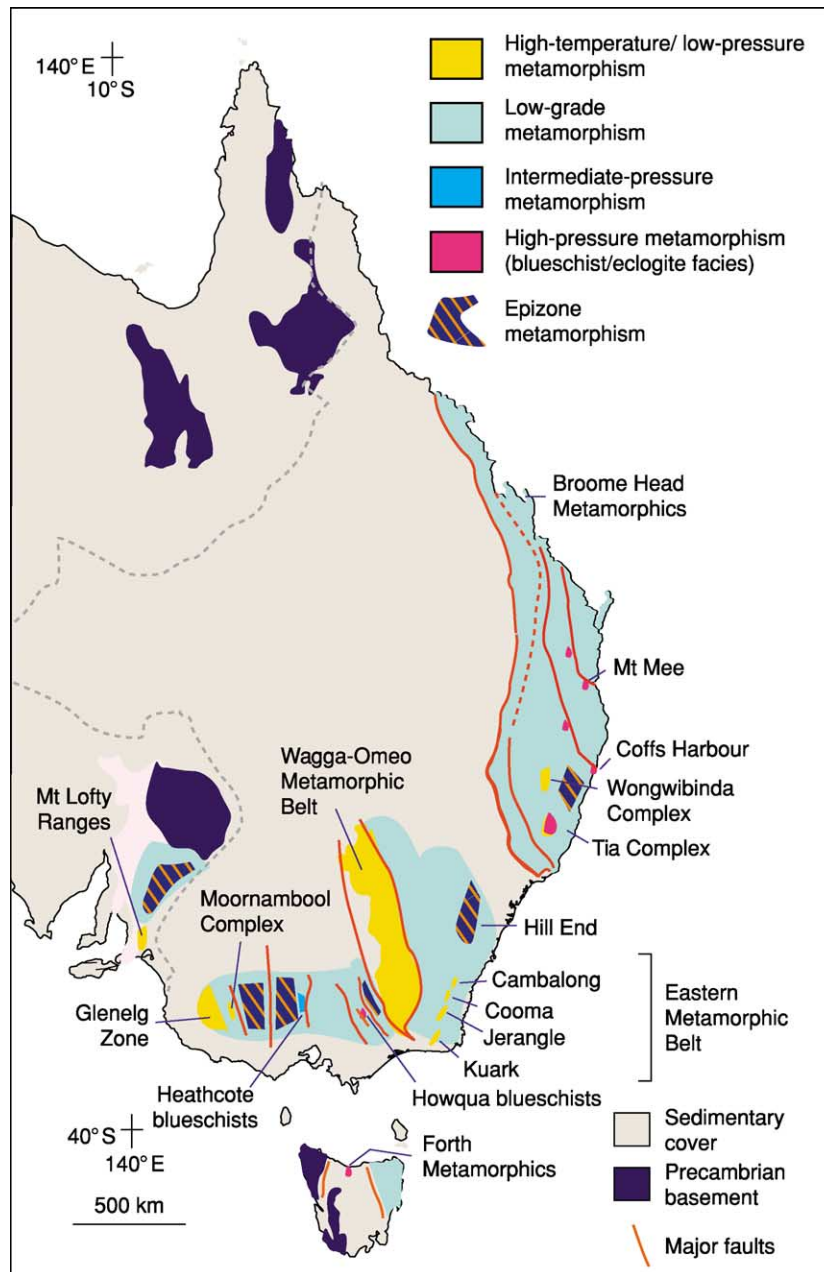 140°E
10°S
High-temperature/ low-pressure
metamorphism
Low-grade
metamorphism
Intermediate-pressure
metamorphism
High-pressure metamorphism
(blueschist/eclogite facies)
Epizone
metamorphism
Broome Head
Metamorphics
Mt Mee
Coffs Harbour
Wongwibinda
Complex
Tia Complex
Wagga-Omeo
Metamorphic
Belt
Mt Lofty
Ranges
Moornambool
Complex
Hill End
Cambalong
Cooma
Jerangle
Kuark
Eastern
Metamorphic
Belt
Glenelg
Zone
Heathcote
blueschists
Howqua blueschists
40°S
140°E
500 km
Forth
Metamorphics
Sedimentary
cover
Precambrian
basement
Major faults